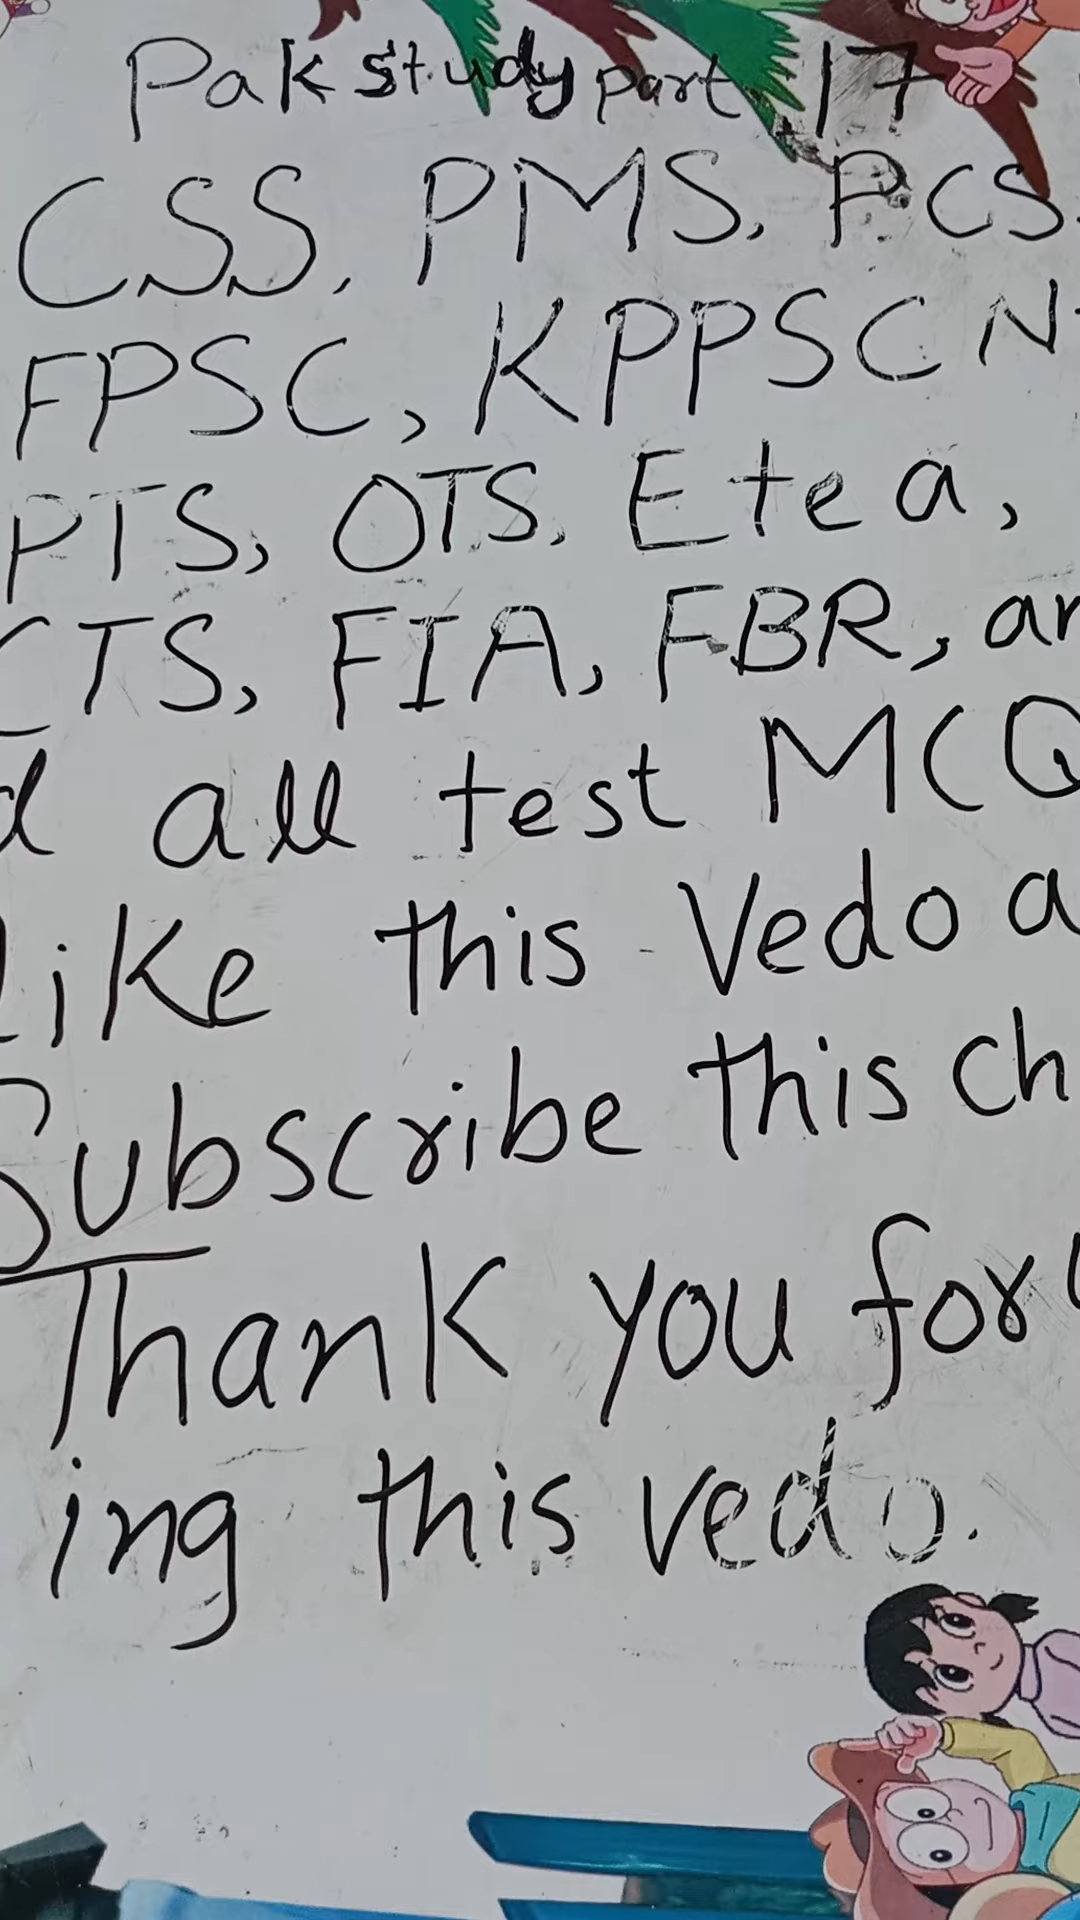 Pak study part 17
CSS, PMS, PCS.
FPSC, KPPSC N
PTS, OTS, Etea,
CTS, FIA, FBR, an
d all test MCQ
Like this Vedo a
Subscribe this ch
Thank you for
ing this vedo.